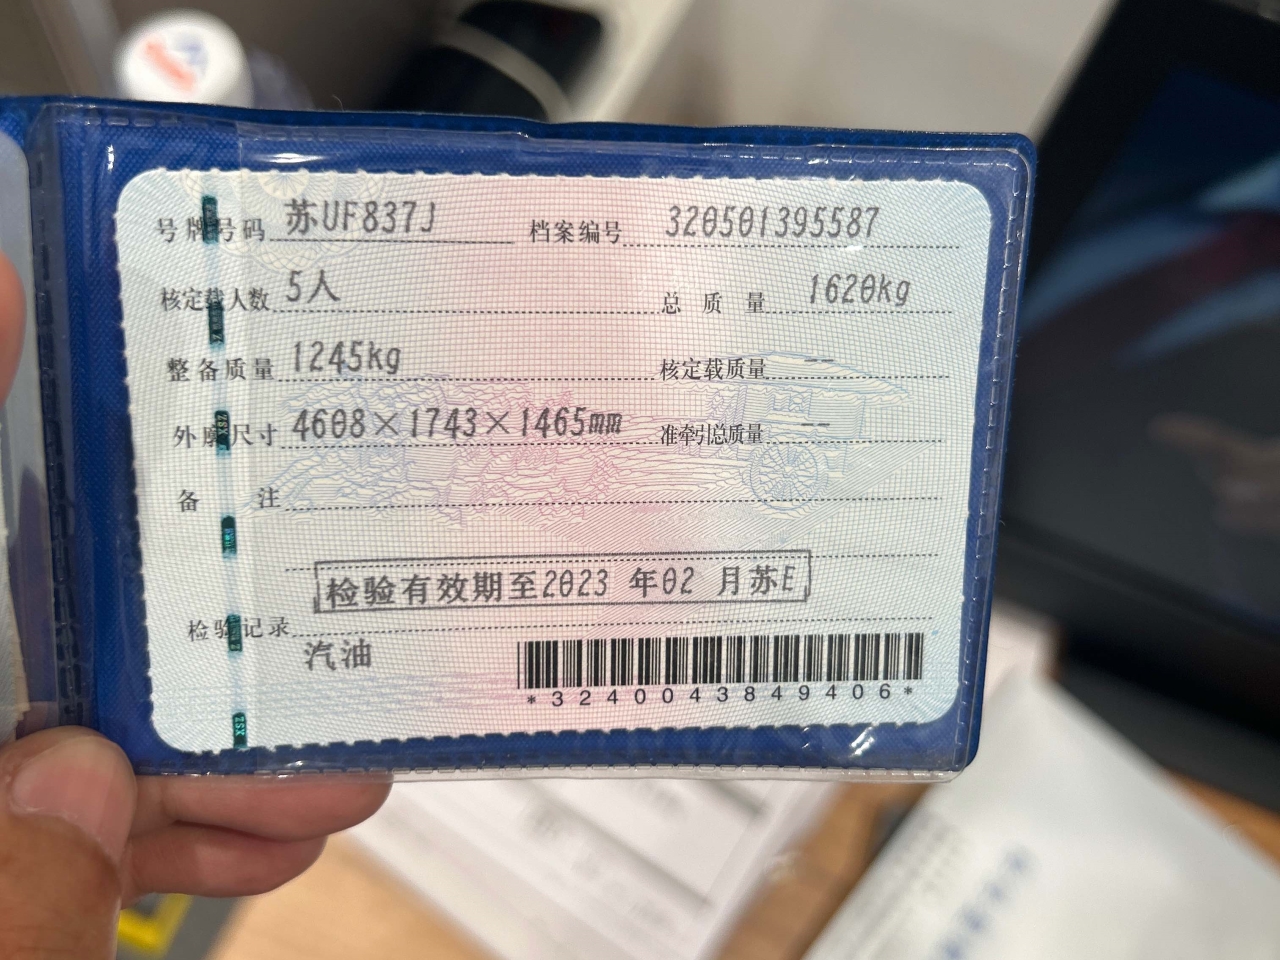 号牌号码 苏UF837J 档案编号 320501395587
核定载人数 5人 总质量 1620kg
整备质量 1245kg 核定载质量 --
外廓尺寸 4608×1743×1465mm 准牵引总质量 --
备注
检验有效期至2023 年02 月苏E
检验记录
汽油
*3240043849406*